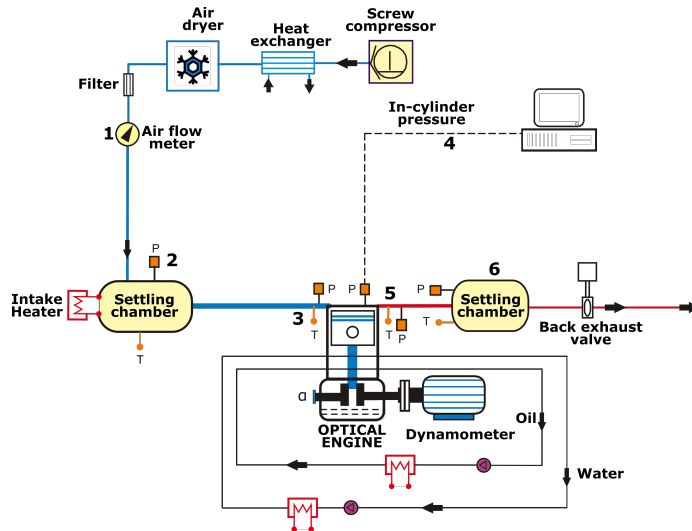 Air
dryer
Heat
exchanger
Screw
compressor
Filter
1
Air flow
meter
In-cylinder
pressure
4
P
2
Intake
Heater
Settling
chamber
T
P
3
T
P
5
T
P
P
T
6
Settling
chamber
Back exhaust
valve
α
OPTICAL
ENGINE
Dynamometer
Oil
Water